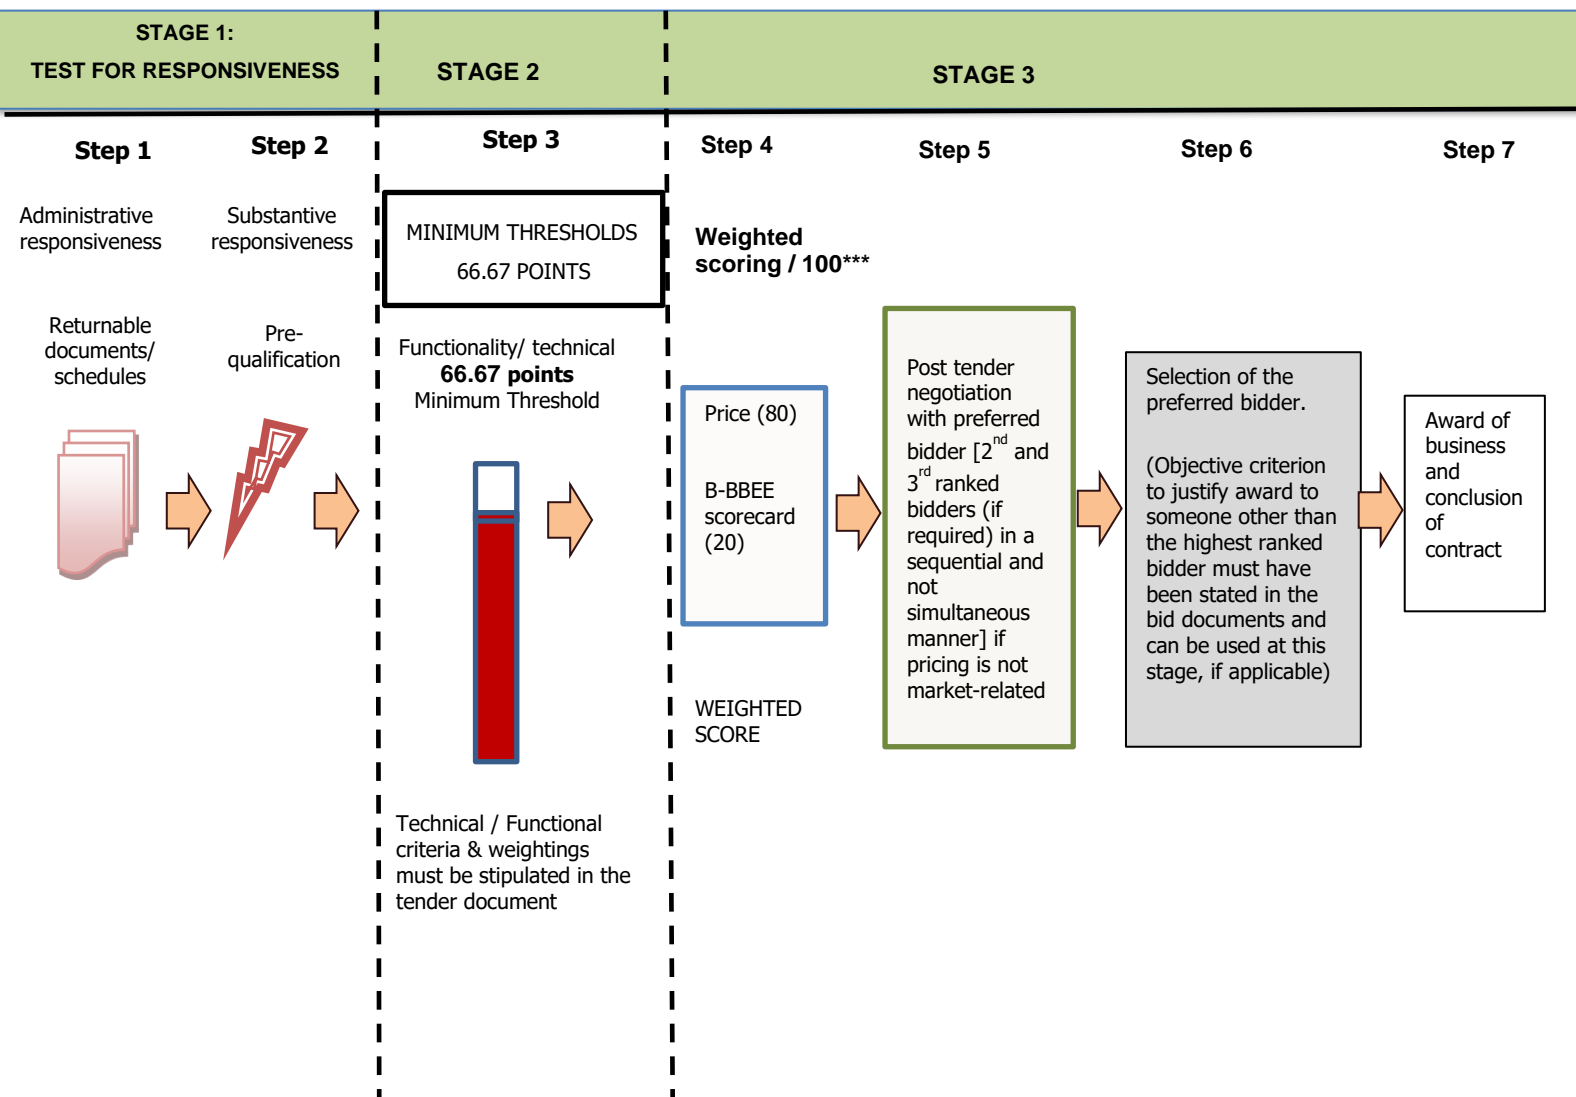 STAGE 1:
TEST FOR RESPONSIVENESS
STAGE 2
STAGE 3
Step 1
Step 2
Step 3
Step 4
Step 5
Step 6
Step 7
Administrative
responsiveness
Returnable
documents/
schedules
Substantive
responsiveness
Pre-
qualification
MINIMUM THRESHOLDS
66.67 POINTS
Functionality/ technical
66.67 points
Minimum Threshold
Technical / Functional
criteria & weightings
must be stipulated in the
tender document
Weighted
scoring / 100***
Price (80)
B-BBEE
scorecard
(20)
WEIGHTED
SCORE
Post tender
negotiation
with preferred
bidder [2nd and
3rd ranked
bidders (if
required) in a
sequential and
not
simultaneous
manner] if
pricing is not
market-related
Selection of the
preferred bidder.
(Objective criterion
to justify award to
someone other than
the highest ranked
bidder must have
been stated in the
bid documents and
can be used at this
stage, if applicable)
Award of
business
and
conclusion
of
contract